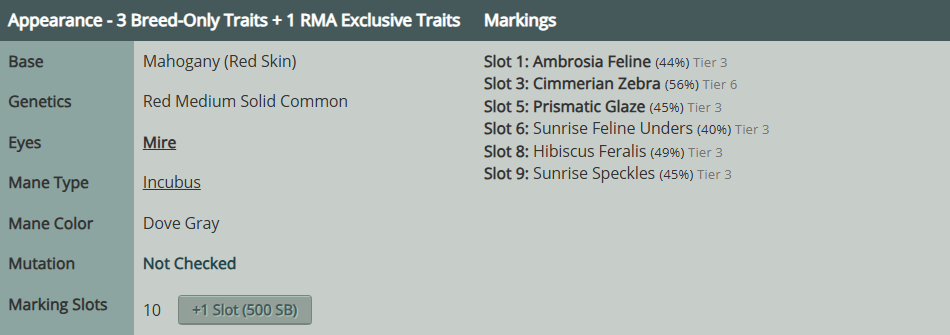 Appearance - 3 Breed-Only Traits + 1 RMA Exclusive Traits
Base Mahogany (Red Skin)
Genetics Red Medium Solid Common
Eyes Mire
Mane Type Incubus
Mane Color Dove Gray
Mutation Not Checked
Marking Slots 10 +1 Slot (500 SB)
Markings
Slot 1: Ambrosia Feline (44%) Tier 3
Slot 3: Cimmerian Zebra (56%) Tier 6
Slot 5: Prismatic Glaze (45%) Tier 3
Slot 6: Sunrise Feline Unders (40%) Tier 3
Slot 8: Hibiscus Feralis (49%) Tier 3
Slot 9: Sunrise Speckles (45%) Tier 3